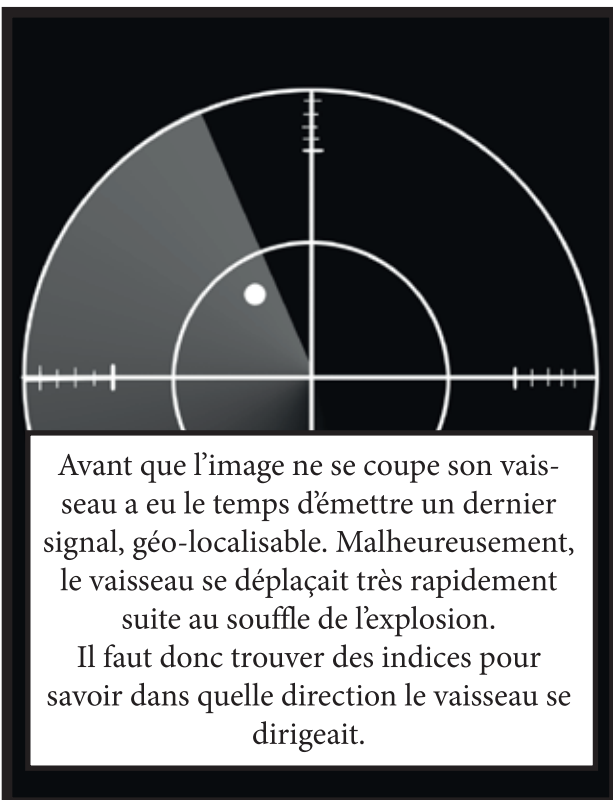 Avant que l’image ne se coupe son vais-
seau a eu le temps d’émettre un dernier
signal, géo-localisable. Malheureusement,
le vaisseau se déplaçait très rapidement
suite au souffle de l’explosion.
Il faut donc trouver des indices pour
savoir dans quelle direction le vaisseau se
dirigeait.